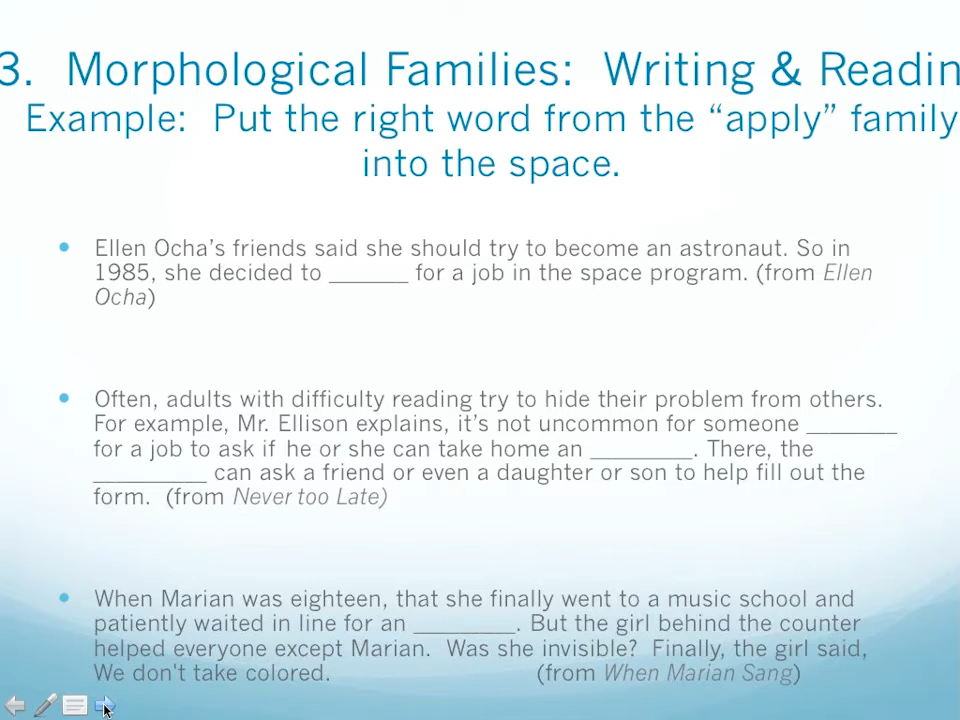 3.  Morphological Families:  Writing & Readin
Example:  Put the right word from the “apply” family
into the space.
• Ellen Ocha’s friends said she should try to become an astronaut. So in
1985, she decided to _______ for a job in the space program. (from Ellen
Ocha)
• Often, adults with difficulty reading try to hide their problem from others.
For example, Mr. Ellison explains, it’s not uncommon for someone ________
for a job to ask if he or she can take home an _________. There, the
__________ can ask a friend or even a daughter or son to help fill out the
form.  (from Never too Late)
• When Marian was eighteen, that she finally went to a music school and
patiently waited in line for an _________. But the girl behind the counter
helped everyone except Marian.  Was she invisible?  Finally, the girl said,
We don't take colored. (from When Marian Sang)